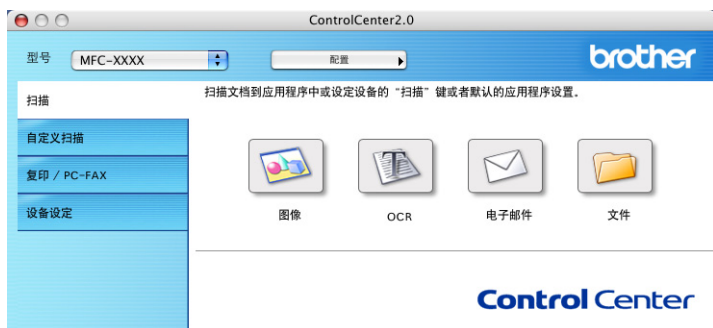 ControlCenter2.0
型号 MFC-XXXX 配置 brother
扫描
扫描文档到应用程序中或设定设备的“扫描”键或者默认的应用程序设置。
自定义扫描
复印 / PC-FAX
设备设定
图像 OCR 电子邮件 文件
Control Center